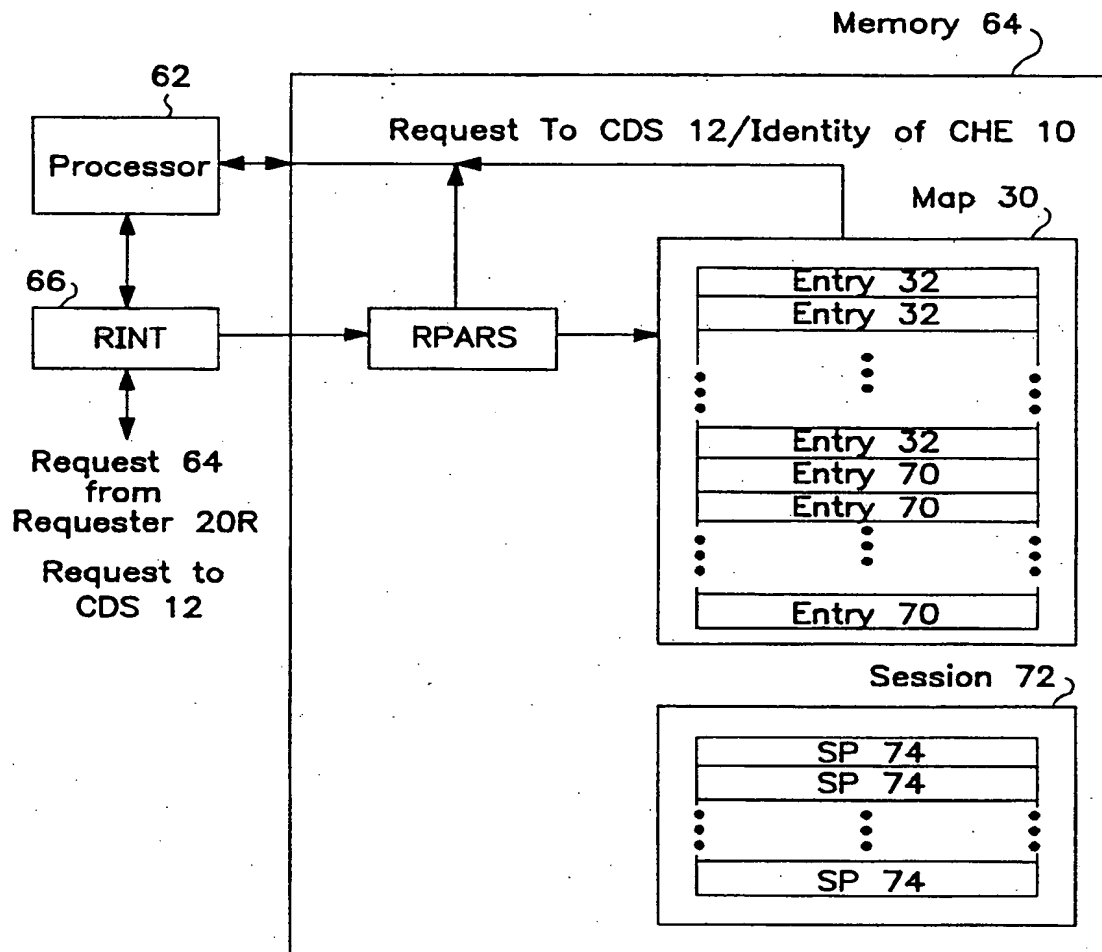 Memory 64
62
Processor
Request To CDS 12/Identity of CHE 10
Map 30
66
RINT
RPARS
Entry 32
Entry 32
Entry 32
Entry 70
Entry 70
Entry 70
Request 64
from
Requester 20R
Request to
CDS 12
Session 72
SP 74
SP 74
SP 74